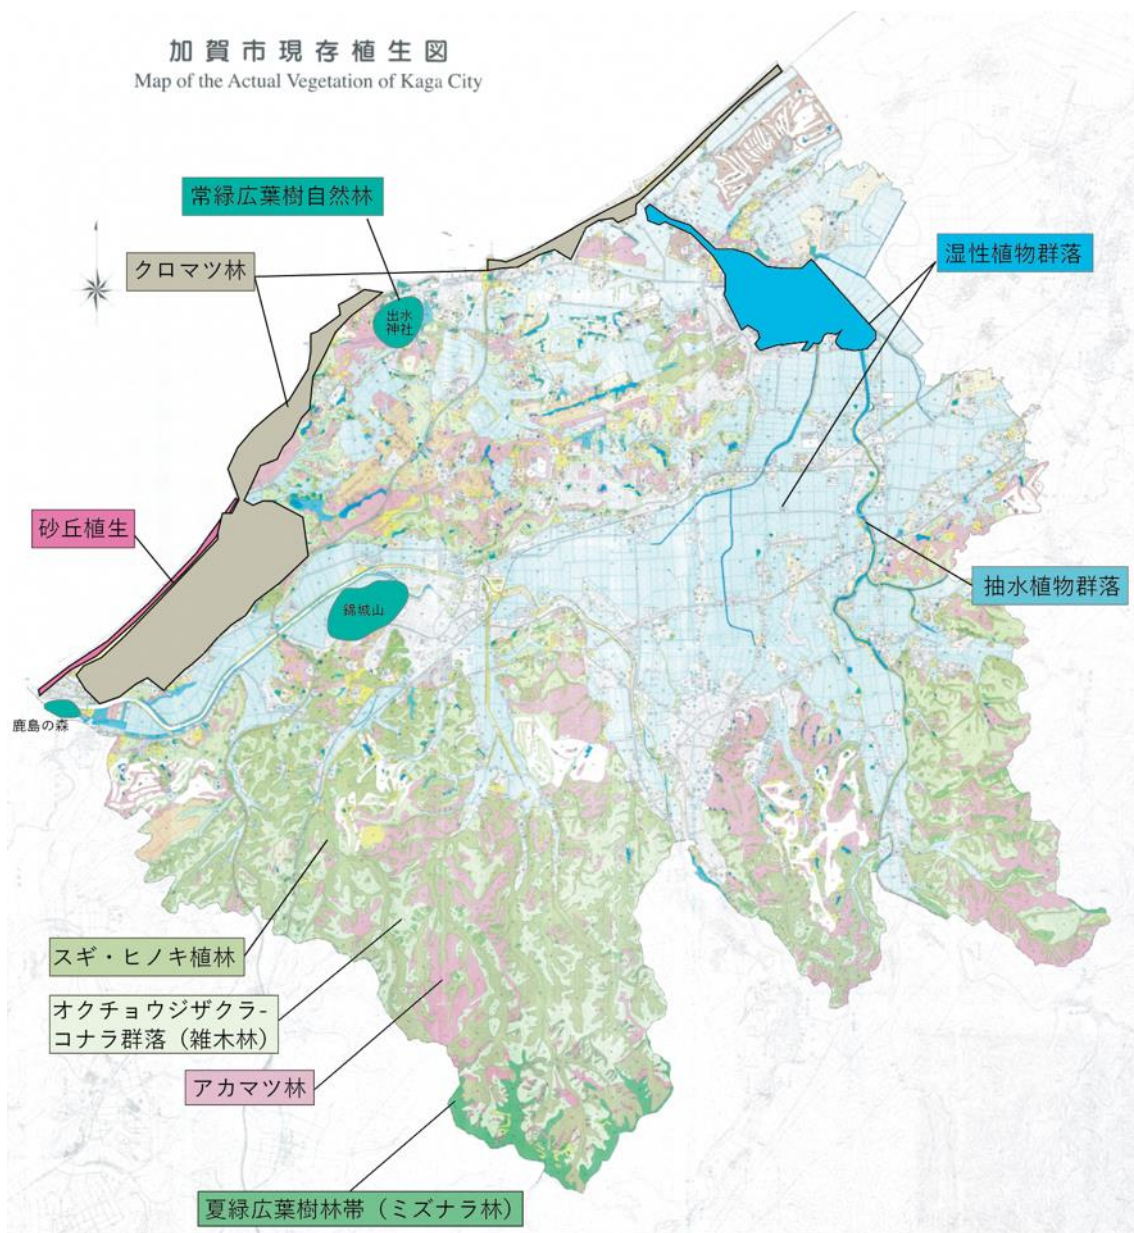 加賀市現存植生図
Map of the Actual Vegetation of Kaga City
常緑広葉樹自然林
クロマツ林
湿性植物群落
出水
神社
砂丘植生
抽水植物群落
錦城山
鹿島の森
スギ・ヒノキ植林
オクチョウジザクラ-
コナラ群落（雑木林）
アカマツ林
夏緑広葉樹林帯（ミズナラ林）